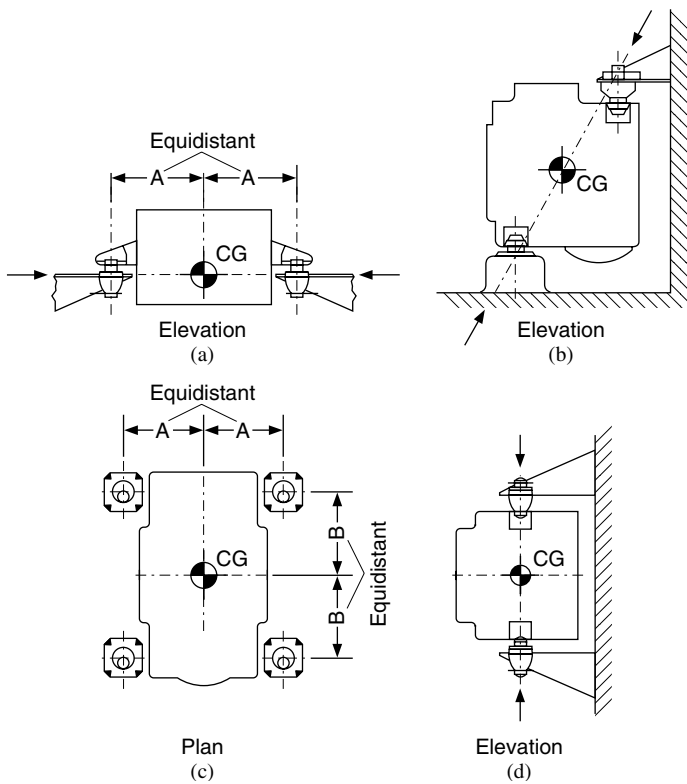 Equidistant
A A
CG
Elevation
(a)
CG
Elevation
(b)
Equidistant
A A
CG
B
B
Equidistant
Plan
(c)
CG
Elevation
(d)